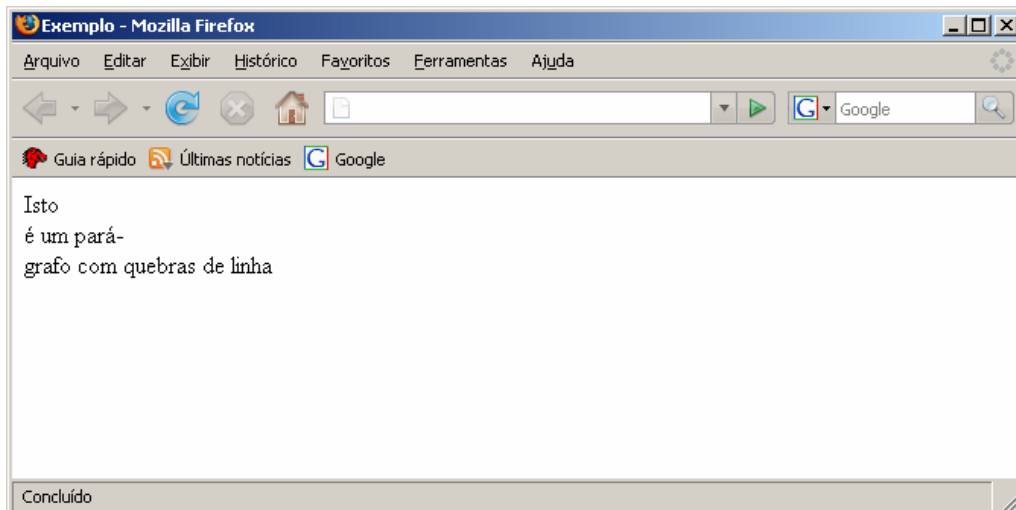 Exemplo - Mozilla Firefox
Arquivo Editar Exibir Histórico Favoritos Ferramentas Ajuda
G Google
Guia rápido Últimas notícias G Google
Isto
é um pará-
grafo com quebras de linha
Concluído